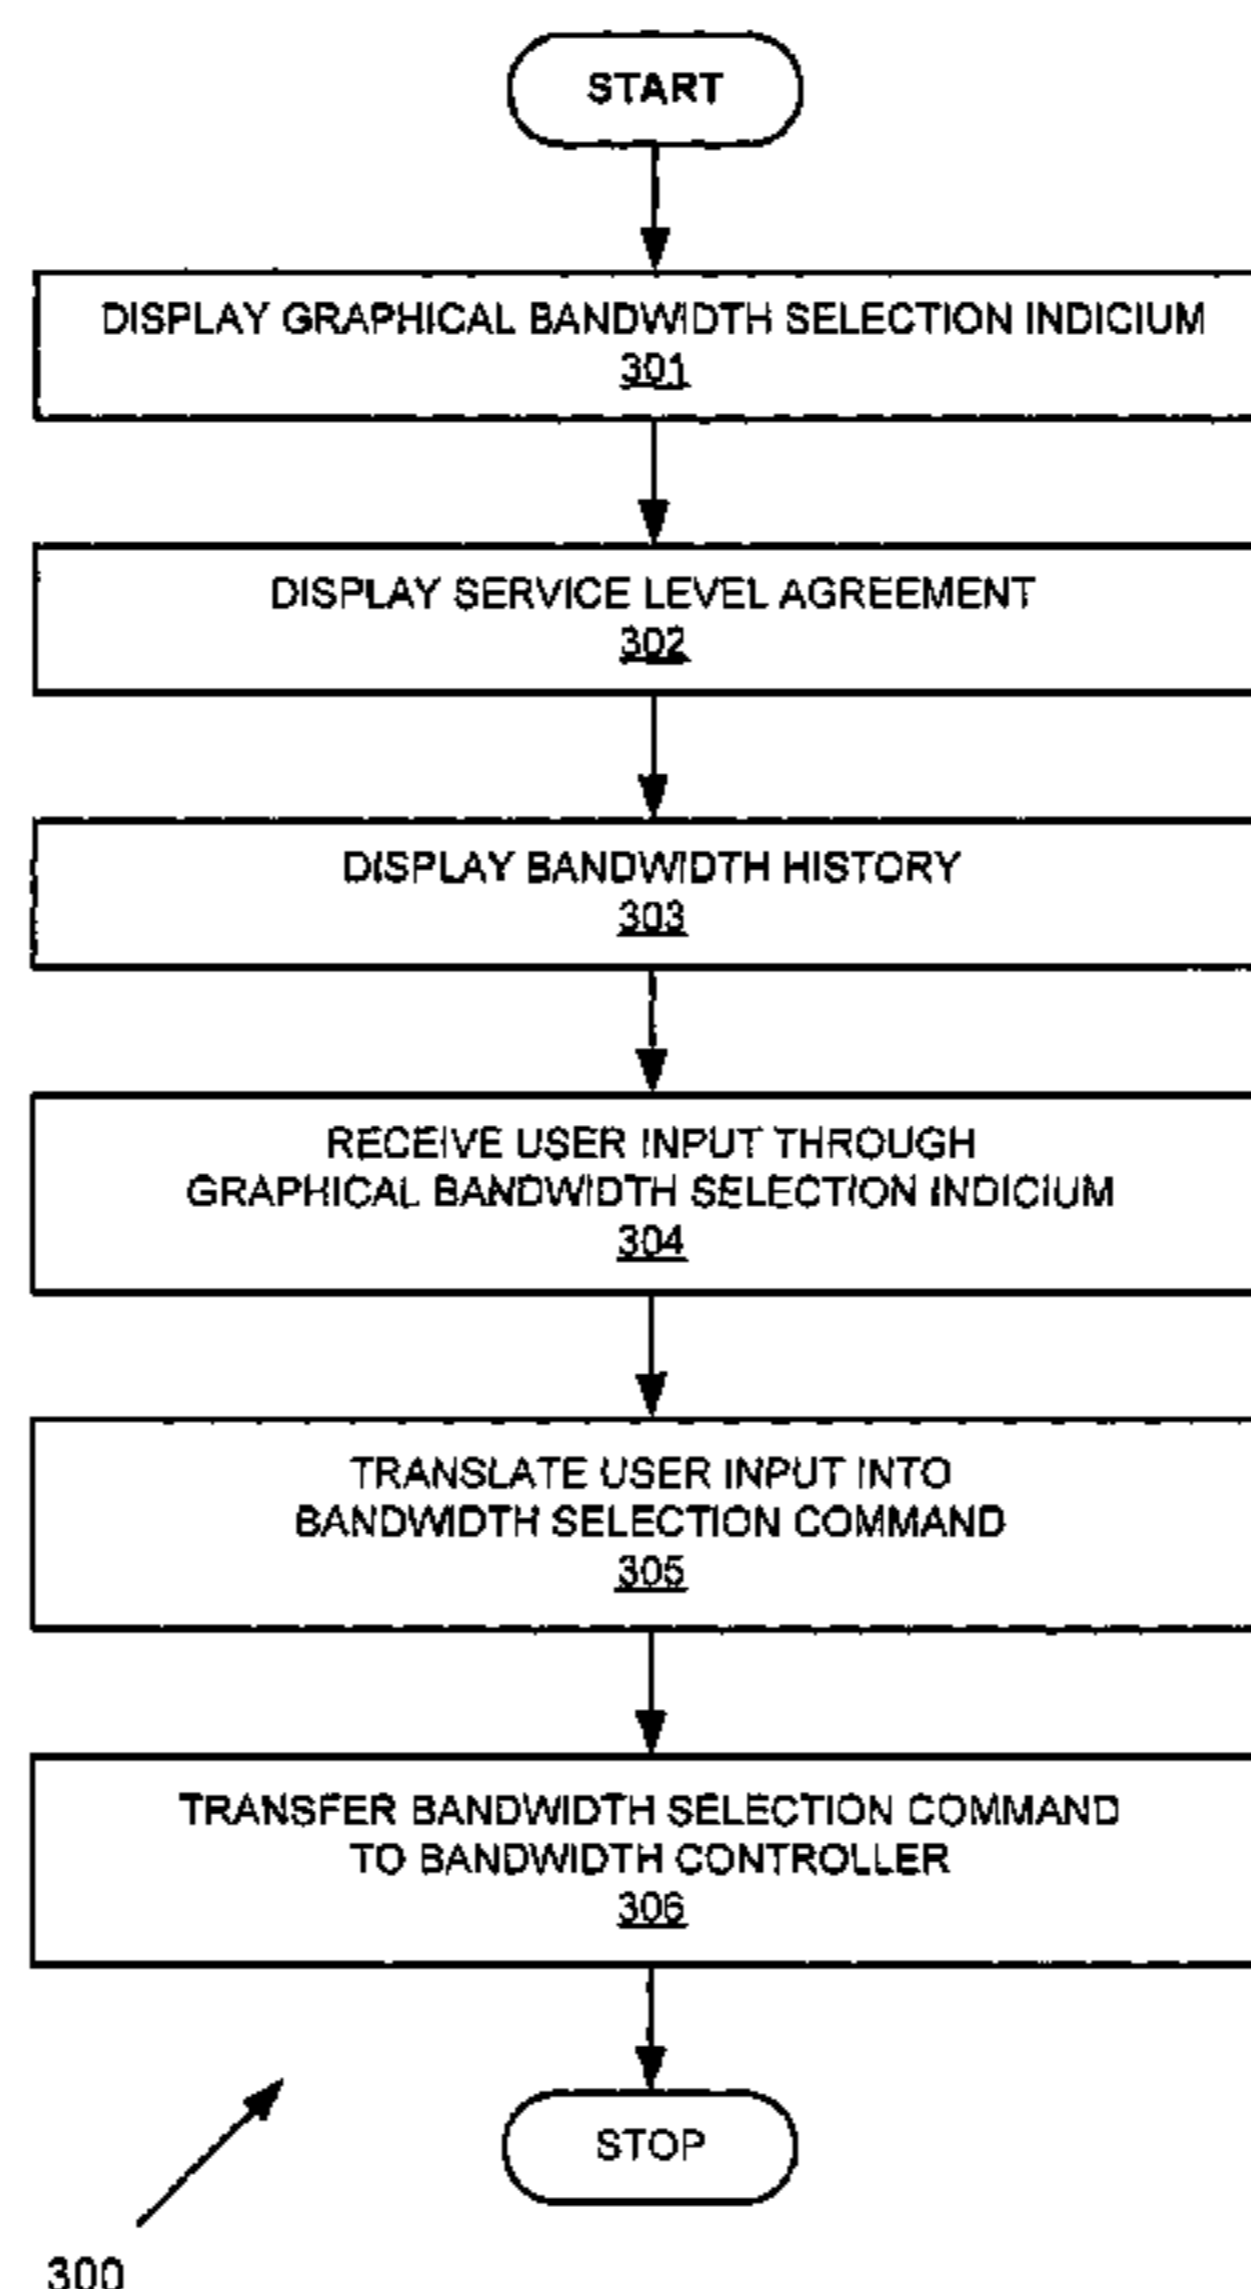 START
DISPLAY GRAPHICAL BANDWIDTH SELECTION INDICIUM
301
DISPLAY SERVICE LEVEL AGREEMENT
302
DISPLAY BANDWIDTH HISTORY
303
RECEIVE USER INPUT THROUGH
GRAPHICAL BANDWIDTH SELECTION INDICIUM
304
TRANSLATE USER INPUT INTO
BANDWIDTH SELECTION COMMAND
305
TRANSFER BANDWIDTH SELECTION COMMAND
TO BANDWIDTH CONTROLLER
306
STOP
300